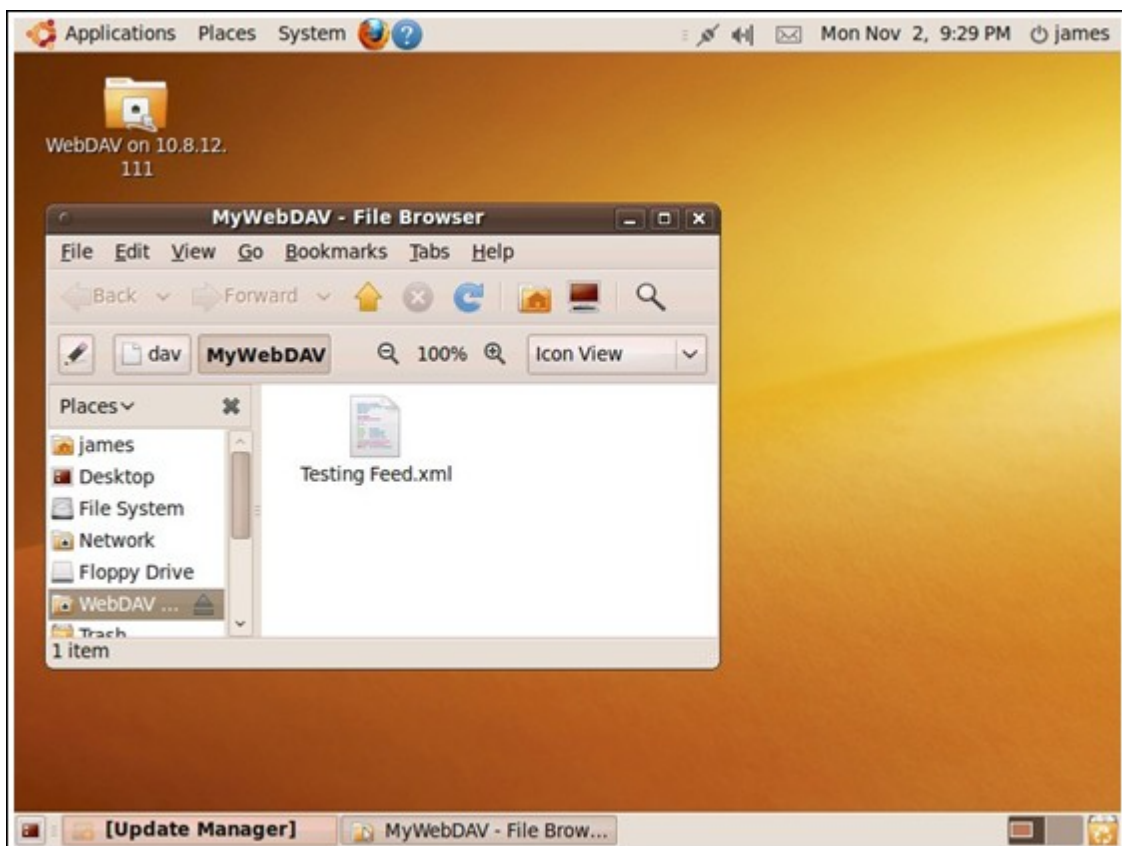 Applications Places System
Mon Nov 2, 9:29 PM james
WebDAV on 10.8.12.
111
MyWebDAV - File Browser
File Edit View Go Bookmarks Tabs Help
Back Forward
dav MyWebDAV 100% Icon View
Places
james
Desktop
File System
Network
Floppy Drive
WebDAV ...
Trash
Testing Feed.xml
1 item
[Update Manager] MyWebDAV - File Brow...